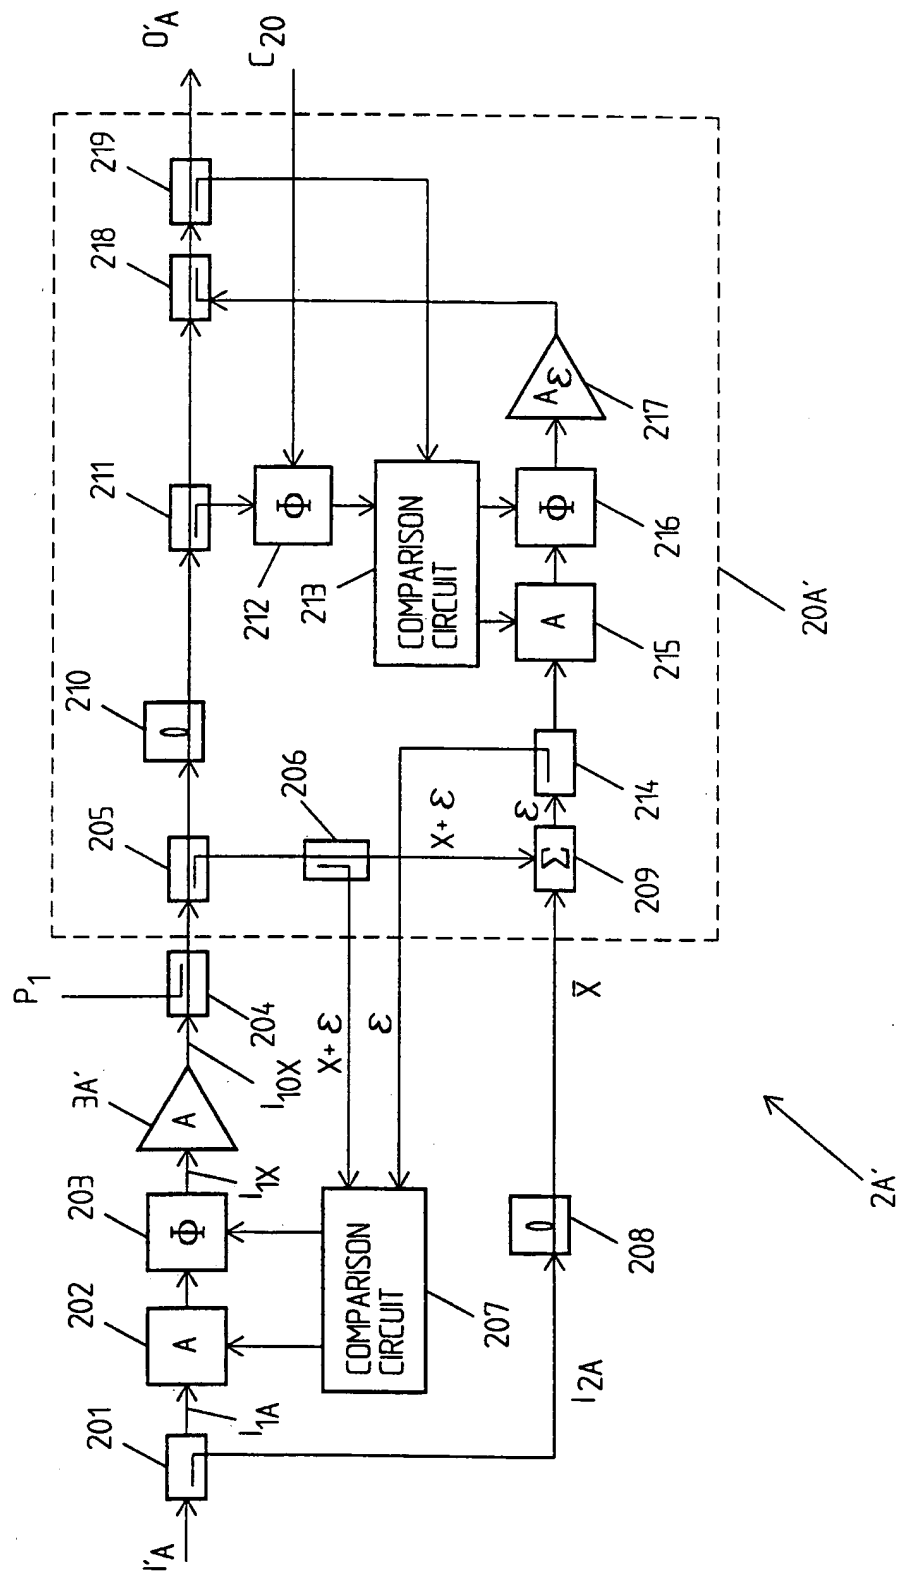 I'A
201
I1A
202
A
203
Φ
I1X
3A'
A
I10X
P1
204
205
210
211
218
219
O'A
C20
206
X+ε
ε
X+ε
COMPARISON
CIRCUIT
207
Φ
212
COMPARISON
CIRCUIT
213
I2A
208
X̄
Σ
209
ε
214
A
215
Φ
216
Aε
217
20A'
2A'